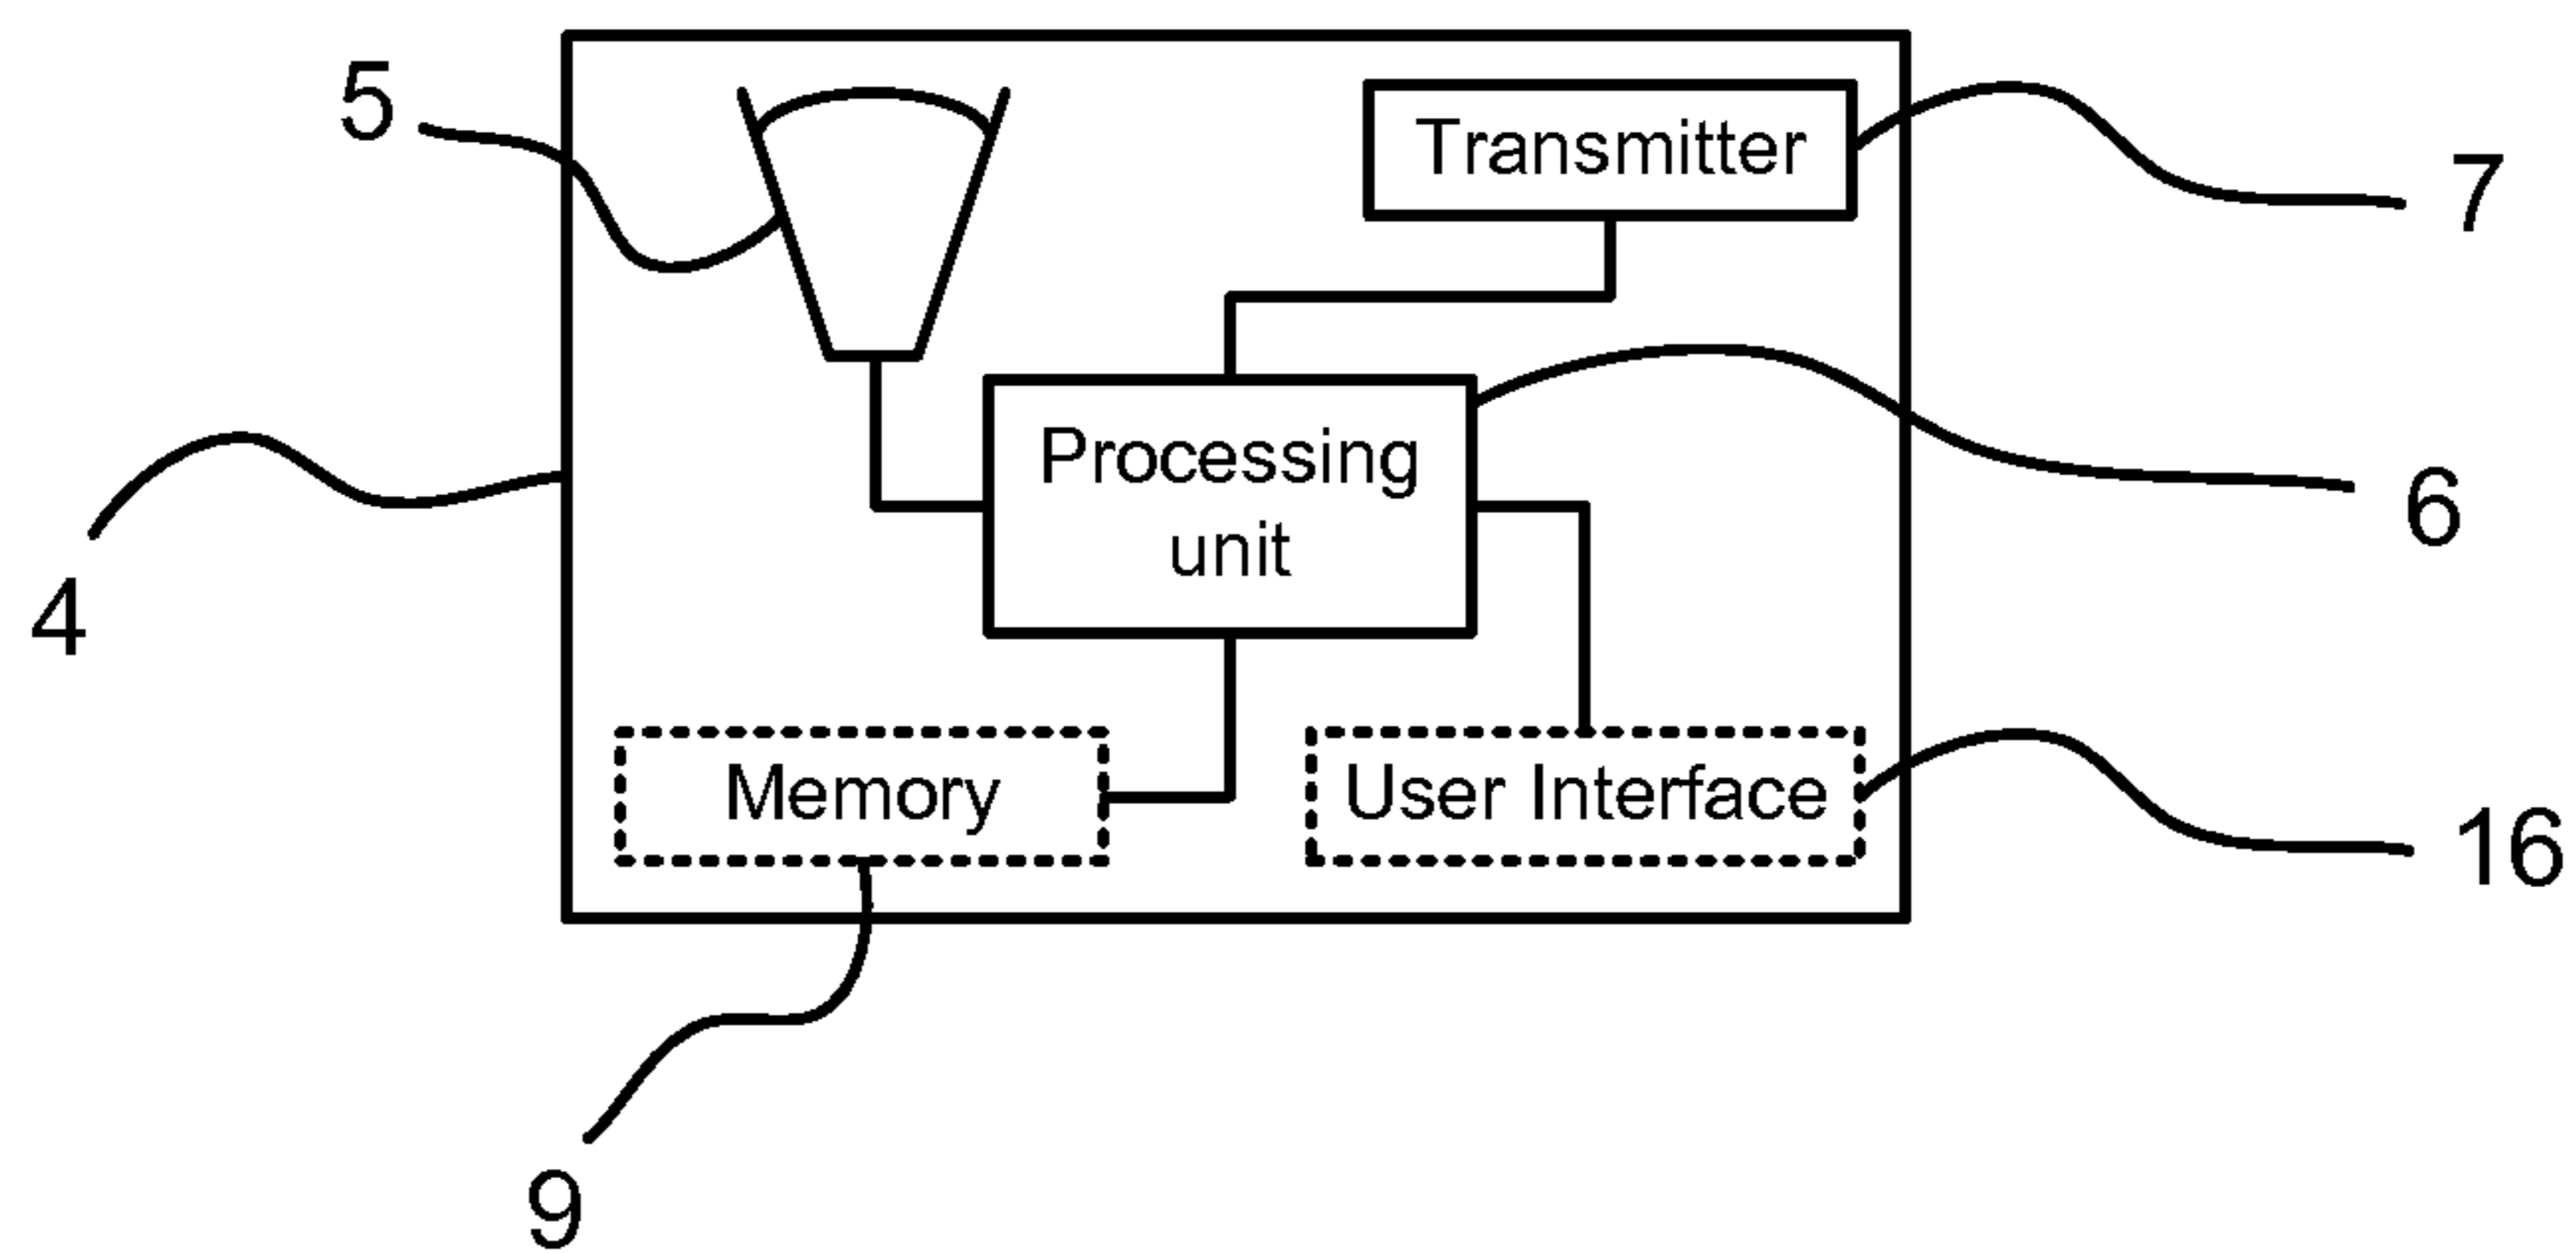 5
Transmitter
7
Processing
unit
6
4
Memory
User Interface
16
9